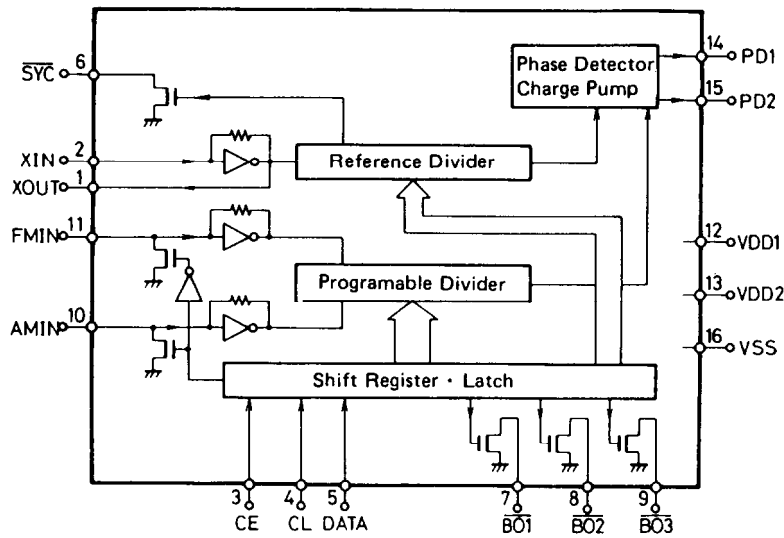 14
PD1
6
SYC
Phase Detector
Charge Pump
15
PD2
2
XIN
Reference Divider
1
XOUT
11
FMIN
12
VDD1
Programable Divider
13
VDD2
10
AMIN
16
VSS
Shift Register · Latch
3
4
5
7
8
9
CE
CL
DATA
BO1
BO2
BO3